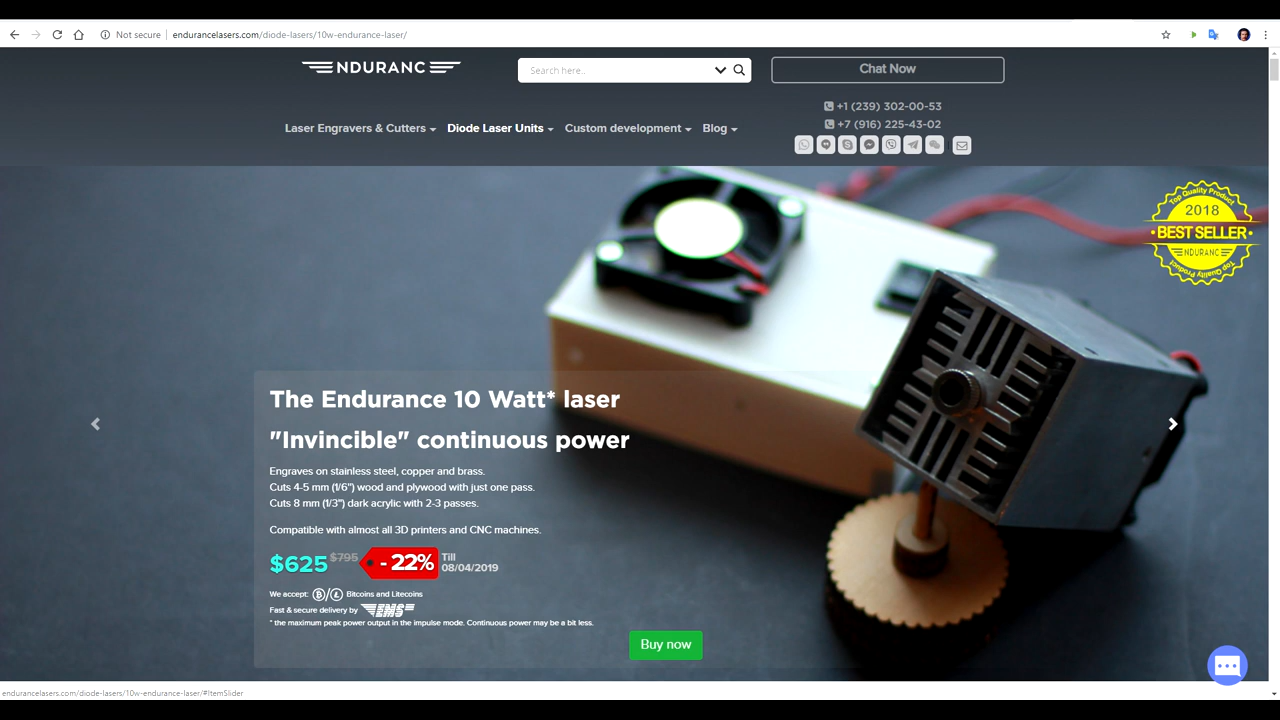 Not secure
endurancelasers.com/diode-lasers/10w-endurance-laser/
NDURANC
Search here..
Chat Now
+1 (239) 302-00-53
+7 (916) 225-43-02
Laser Engravers & Cutters
Diode Laser Units
Custom development
Blog
Top Quality Product
2018
• BEST SELLER •
NDURANC
Top Quality Product
The Endurance 10 Watt* laser
"Invincible" continuous power
Engraves on stainless steel, copper and brass.
Cuts 4-5 mm (1/6") wood and plywood with just one pass.
Cuts 8 mm (1/3") dark acrylic with 2-3 passes.
Compatible with almost all 3D printers and CNC machines.
$625 $795 - 22% Till 08/04/2019
We accept: B/Ł Bitcoins and Litecoins
Fast & secure delivery by EMS
* the maximum peak power output in the impulse mode. Continuous power may be a bit less.
Buy now
endurancelasers.com/diode-lasers/10w-endurance-laser/#ItemSlider